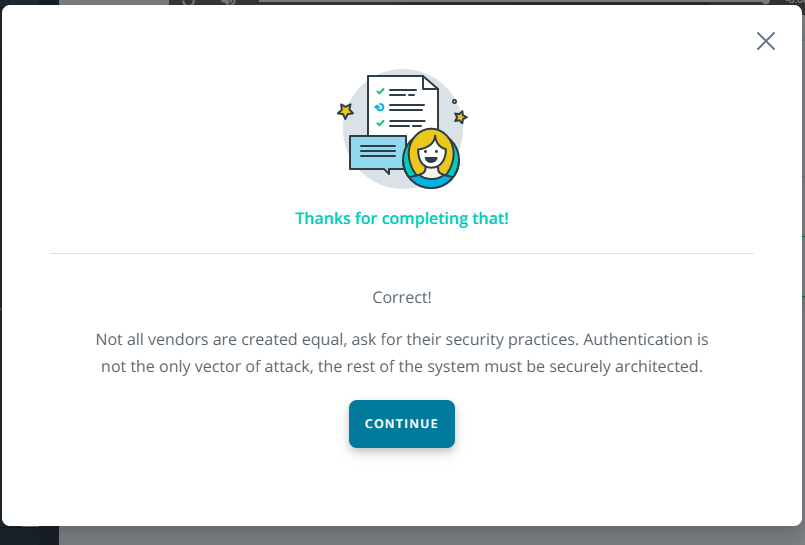 Thanks for completing that!
Correct!
Not all vendors are created equal, ask for their security practices. Authentication is
not the only vector of attack, the rest of the system must be securely architected.
CONTINUE